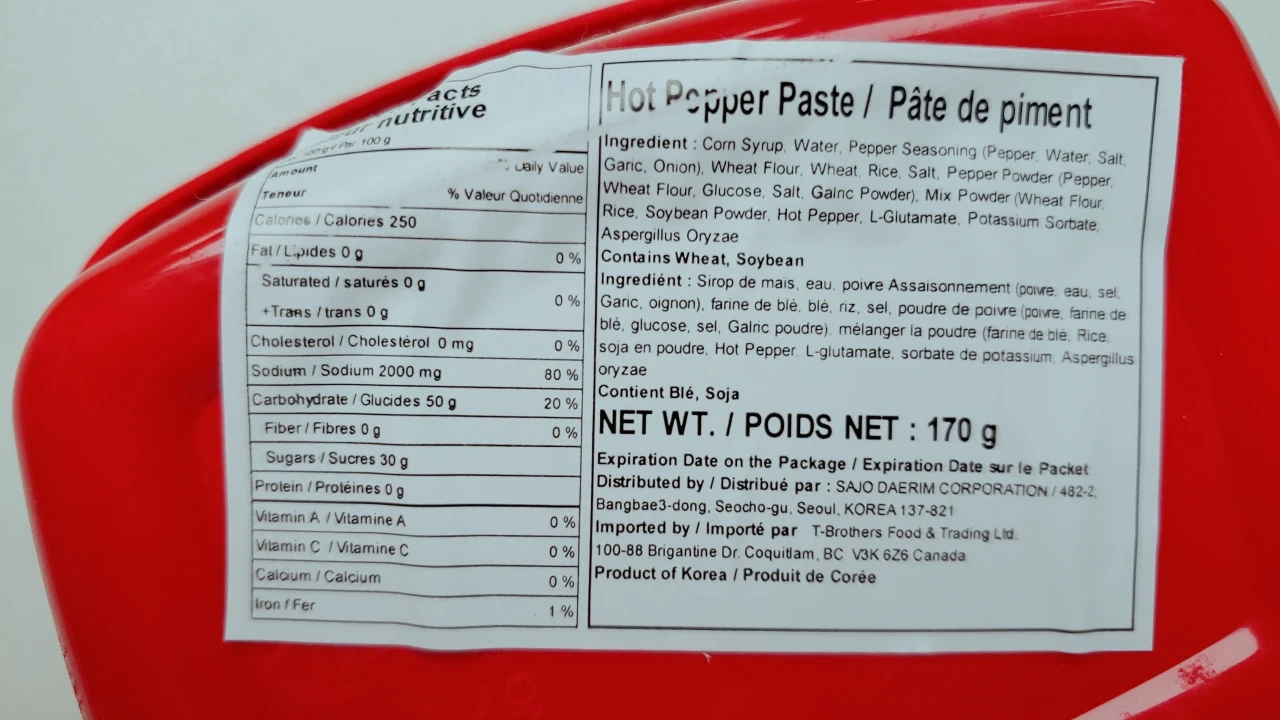 acts
nutritive
100 g
Amount
Daily Value
Teneur
% Valeur Quotidienne
Calories / Calories 250
Fat / Lipides 0 g 0 %
Saturated / saturés 0 g
0 %
+Trans / trans 0 g
Cholesterol / Cholestérol 0 mg 0 %
Sodium / Sodium 2000 mg 80 %
Carbohydrate / Glucides 50 g 20 %
Fiber / Fibres 0 g 0 %
Sugars / Sucres 30 g
Protein / Protéines 0 g
Vitamin A / Vitamine A 0 %
Vitamin C / Vitamine C 0 %
Calcium / Calcium 0 %
Iron / Fer 1 %
Hot Pepper Paste / Pâte de piment
Ingredient : Corn Syrup, Water, Pepper Seasoning (Pepper, Water, Salt,
Garic, Onion), Wheat Flour, Wheat, Rice, Salt, Pepper Powder (Pepper,
Wheat Flour, Glucose, Salt, Galric Powder), Mix Powder (Wheat Flour,
Rice, Soybean Powder, Hot Pepper, L-Glutamate, Potassium Sorbate,
Aspergillus Oryzae
Contains Wheat, Soybean
Ingrediént : Sirop de maïs, eau, poivre Assaisonnement (poivre, eau, sel,
Garic, oignon), farine de blé, blé, riz, sel, poudre de poivre (poivre, farine de
blé, glucose, sel, Galric poudre), mélanger la poudre (farine de blé, Rice,
soja en poudre, Hot Pepper, L-glutamate, sorbate de potassium, Aspergillus
oryzae
Contient Blé, Soja
NET WT. / POIDS NET : 170 g
Expiration Date on the Package / Expiration Date sur le Packet
Distributed by / Distribué par : SAJO DAERIM CORPORATION / 482-2,
Bangbae3-dong, Seocho-gu, Seoul, KOREA 137-821
Imported by / Importé par T-Brothers Food & Trading Ltd.
100-88 Brigantine Dr. Coquitlam, BC V3K 6Z6 Canada
Product of Korea / Produit de Corée